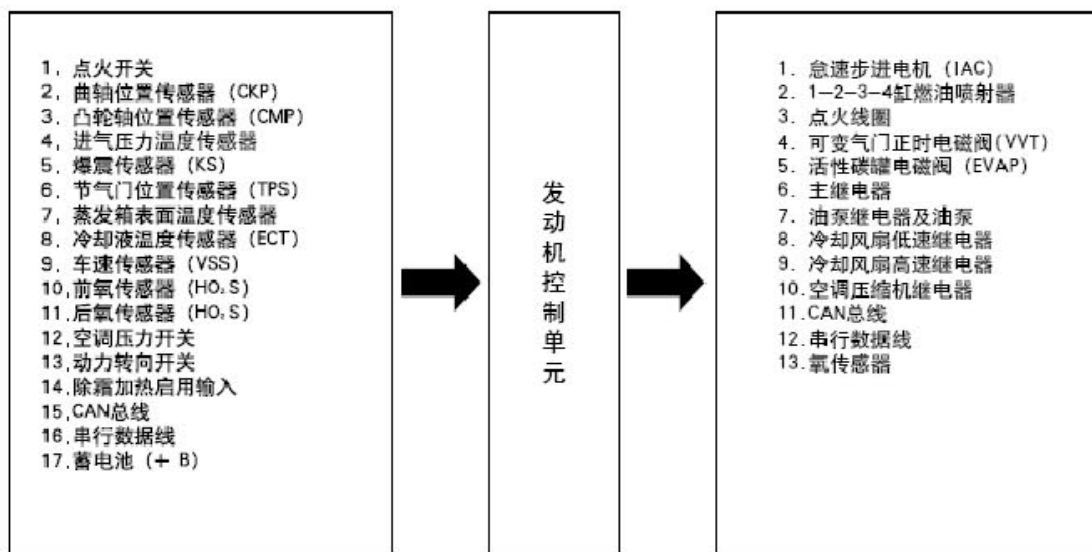 1, 点火开关
2, 曲轴位置传感器 (CKP)
3, 凸轮轴位置传感器 (CMP)
4, 进气压力温度传感器
5, 爆震传感器 (KS)
6, 节气门位置传感器 (TPS)
7, 蒸发箱表面温度传感器
8, 冷却液温度传感器 (ECT)
9, 车速传感器 (VSS)
10, 前氧传感器 (HO₂S)
11, 后氧传感器 (HO₂S)
12, 空调压力开关
13, 动力转向开关
14, 除霜加热启用输入
15, CAN总线
16, 串行数据线
17. 蓄电池 (+ B)
发动机控制单元
1. 怠速步进电机 (IAC)
2. 1-2-3-4缸燃油喷射器
3. 点火线圈
4. 可变气门正时电磁阀(VVT)
5. 活性碳罐电磁阀 (EVAP)
6. 主继电器
7. 油泵继电器及油泵
8. 冷却风扇低速继电器
9. 冷却风扇高速继电器
10. 空调压缩机继电器
11. CAN总线
12. 串行数据线
13. 氧传感器